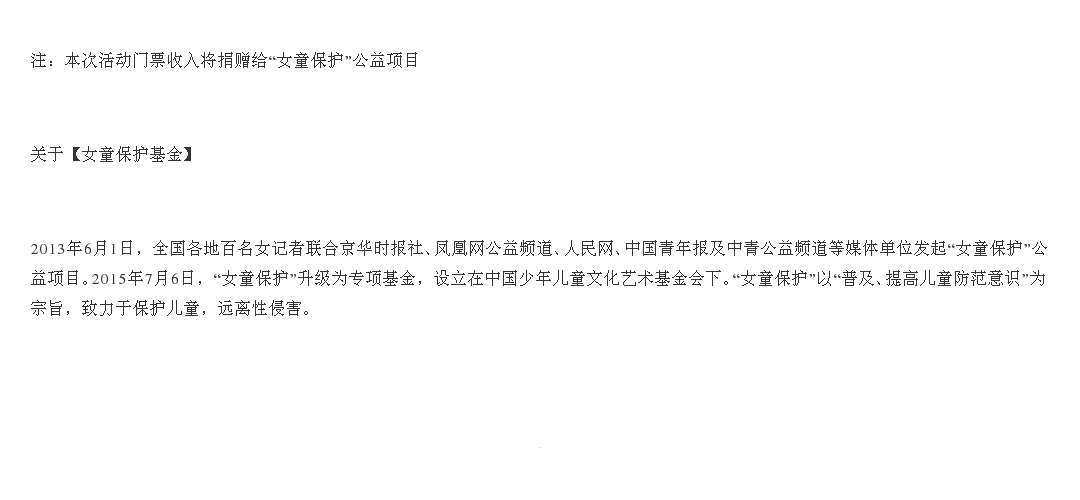 注：本次活动门票收入将捐赠给“女童保护”公益项目
关于【女童保护基金】
2013年6月1日，全国各地百名女记者联合京华时报社、凤凰网公益频道、人民网、中国青年报及中青公益频道等媒体单位发起“女童保护”公
益项目。2015年7月6日，“女童保护”升级为专项基金，设立在中国少年儿童文化艺术基金会下。“女童保护”以“普及、提高儿童防范意识”为
宗旨，致力于保护儿童，远离性侵害。